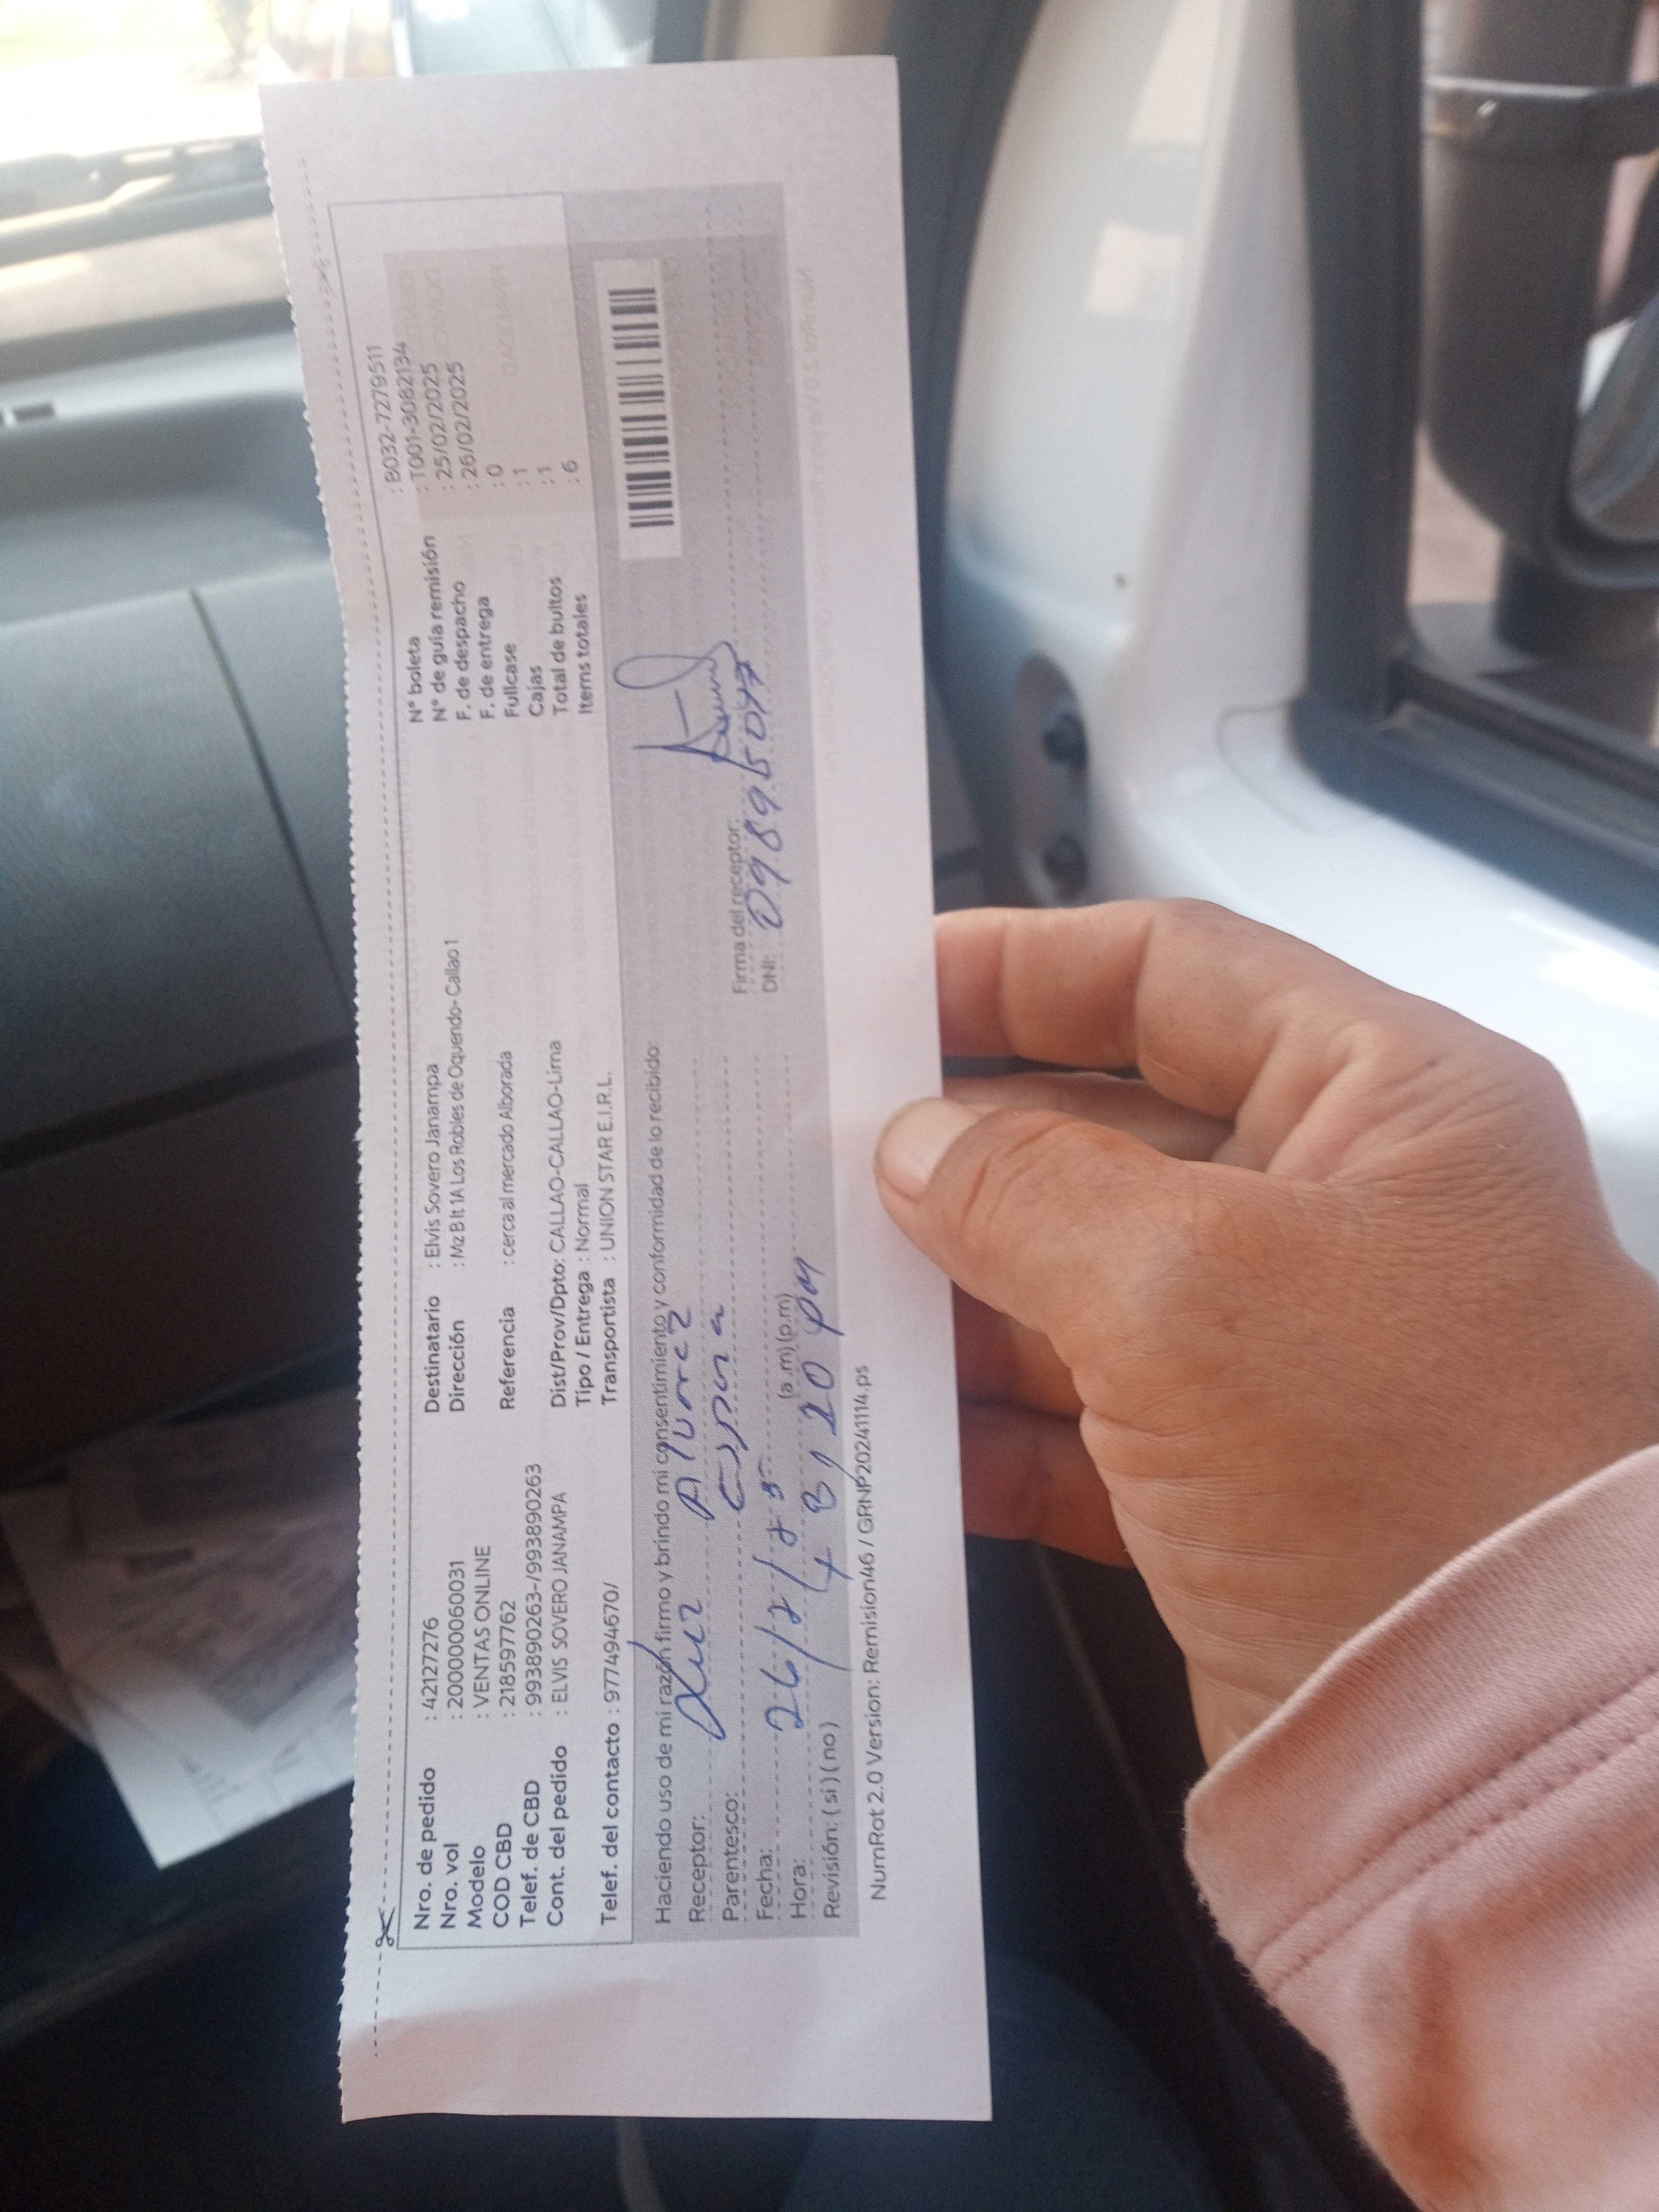 Nro. de pedido : 42127276
Nro. vol : 200000060031
Modelo : VENTAS ONLINE
COD CBD : 218597762
Telef. de CBD : 993890263-/993890263
Cont. del pedido : ELVIS SOVERO JANAMPA
Telef. del contacto : 977494670/
Destinatario : Elvis Sovero Janampa
Dirección : Mz B lt 1A Los Robles de Oquendo- Callao 1
Referencia : cerca al mercado Alborada
Dist/Prov/Dpto: CALLAO-CALLAO-Lima
Tipo / Entrega : Normal
Transportista : UNION STAR E.I.R.L.
N° boleta : B032-7279511
N° de guía remisión : T001-3082134
F. de despacho : 25/02/2025
F. de entrega : 26/02/2025
Fullcase : 0
Cajas : 1
Total de bultos : 1
Items totales : 6
Haciendo uso de mi razón firmo y brindo mi consentimiento y conformidad de lo recibido:
Receptor: Luz
Parentesco:
Fecha: 26/2/25
Hora: 20 pm (a .m) (p.m)
Revisión: ( si ) ( no )
Firma del receptor:
DNI: 09895077
NumRot 2.0 Version: Remision46 / GRNP20241114.ps